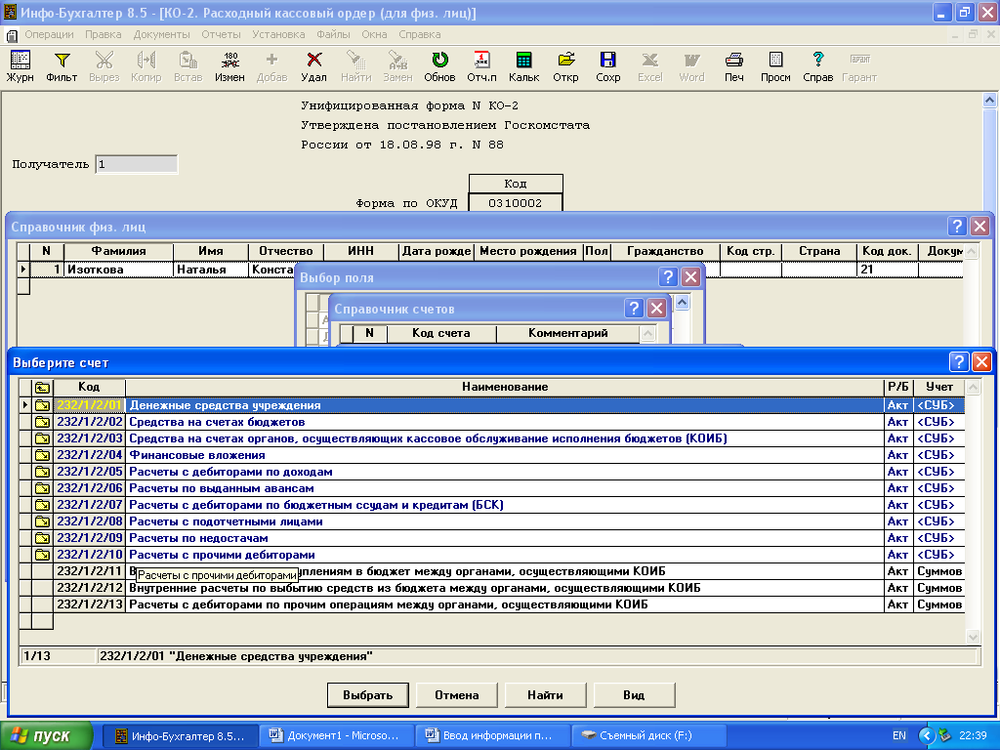 Инфо-Бухгалтер 8.5 - [КО-2. Расходный кассовый ордер (для физ. лиц)]
Операции Правка Документы Отчеты Установка Файлы Окна Справка
Журн Фильт Вырез Копир Встав Измен Добав Удал Найти Замен Обнов Отч.п Кальк Откр Сохр Excel Word Печ Просм Справ Гарант
Унифицированная форма N КО-2
Утверждена постановлением Госкомстата
России от 18.08.98 г. N 88
Получатель 1
Код
Форма по ОКУД 0310002
Справочник физ. лиц
N Фамилия Имя Отчество ИНН Дата рожде Место рождения Пол Гражданство Код стр. Страна Код док. Докум
1 Изоткова Наталья Конста 21
Выбор поля
Справочник счетов
N Код счета Комментарий
Выберите счет
Код Наименование Р/Б Учет
232/1/2/01 Денежные средства учреждения Акт <СУБ>
232/1/2/02 Средства на счетах бюджетов Акт <СУБ>
232/1/2/03 Средства на счетах органов, осуществляющих кассовое обслуживание исполнения бюджетов (КОИБ) Акт <СУБ>
232/1/2/04 Финансовые вложения Акт <СУБ>
232/1/2/05 Расчеты с дебиторами по доходам Акт <СУБ>
232/1/2/06 Расчеты по выданным авансам Акт <СУБ>
232/1/2/07 Расчеты с дебиторами по бюджетным ссудам и кредитам (БСК) Акт <СУБ>
232/1/2/08 Расчеты с подотчетными лицами Акт <СУБ>
232/1/2/09 Расчеты по недостачам Акт <СУБ>
232/1/2/10 Расчеты с прочими дебиторами Акт <СУБ>
232/1/2/11 В уплениям в бюджет между органами, осуществляющими КОИБ Акт Суммов
Расчеты с прочими дебиторами
232/1/2/12 Внутренние расчеты по выбытию средств из бюджета между органами, осуществляющими КОИБ Акт Суммов
232/1/2/13 Расчеты с дебиторами по прочим операциям между органами, осуществляющими КОИБ Акт Суммов
1/13 232/1/2/01 "Денежные средства учреждения"
Выбрать Отмена Найти Вид
пуск Инфо-Бухгалтер 8.5... Документ1 - Microso... Ввод информации п... Съемный диск (F:) EN 22:39